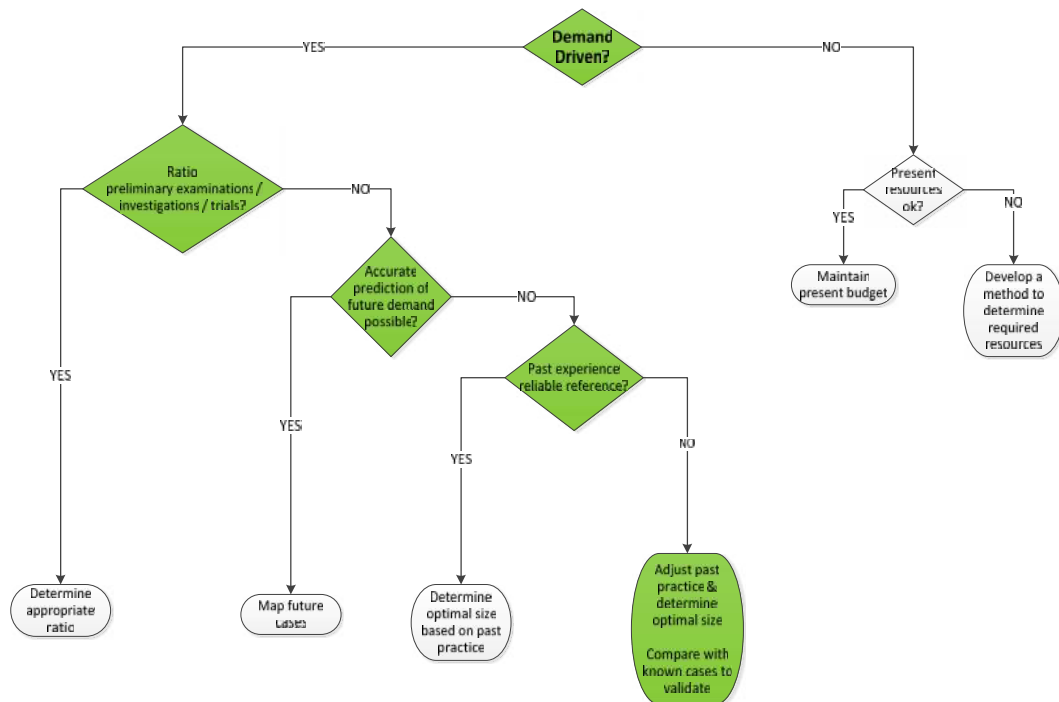 Demand
Driven?
YES
NO
Ratio
preliminary examinations /
investigations / trials?
NO
Present
resources
ok?
YES
NO
Accurate
prediction of
future demand
possible?
NO
Maintain
present budget
Develop a
method to
determine
required
resources
YES
Past experience
reliable reference?
YES
YES
NO
Determine
appropriate
ratio
Map future
cases
Determine
optimal size
based on past
practice
Adjust past
practice &
determine
optimal size
Compare with
known cases to
validate